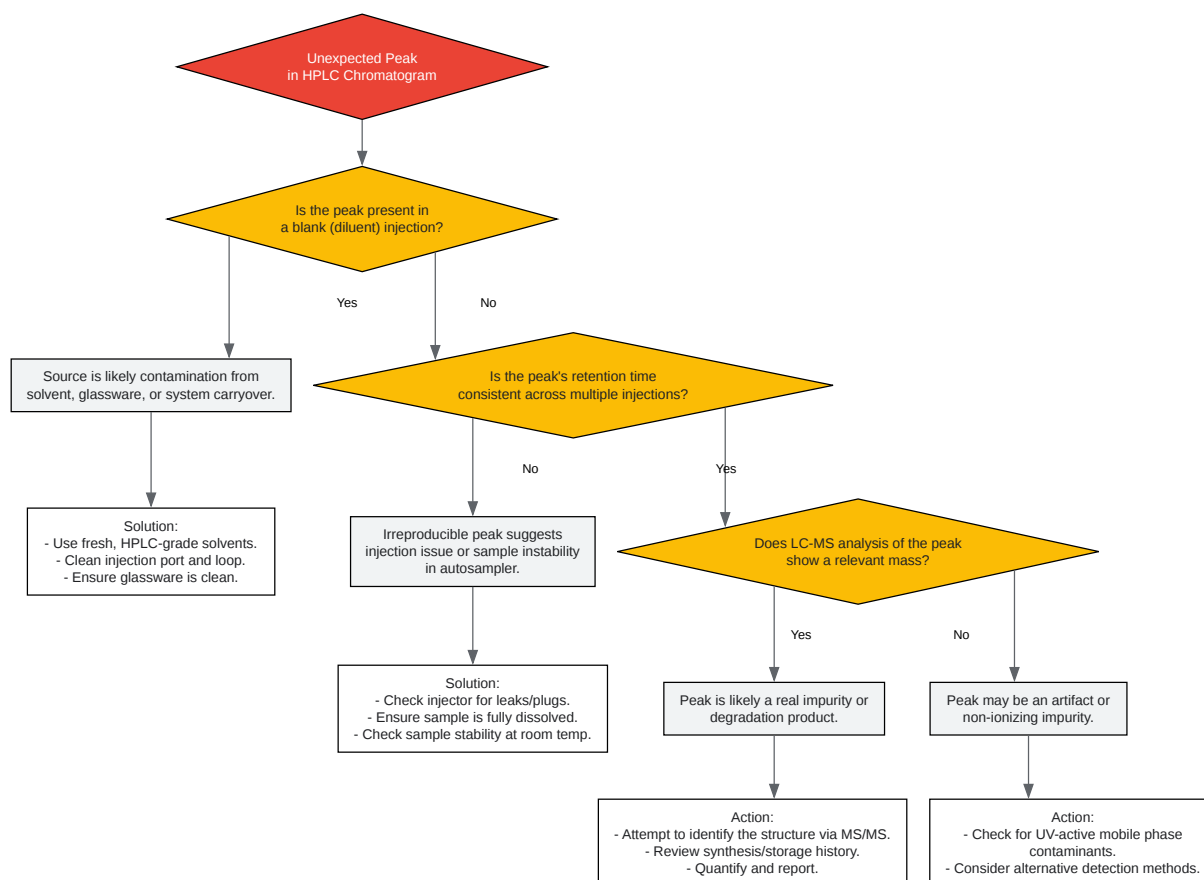 Unexpected Peak
in HPLC Chromatogram
Is the peak present in
a blank (diluent) injection?
Yes
No
Source is likely contamination from
solvent, glassware, or system carryover.
Is the peak's retention time
consistent across multiple injections?
No
Yes
Solution:
- Use fresh, HPLC-grade solvents.
- Clean injection port and loop.
- Ensure glassware is clean.
Irreproducible peak suggests
injection issue or sample instability
in autosampler.
Does LC-MS analysis of the peak
show a relevant mass?
Yes
No
Solution:
- Check injector for leaks/plugs.
- Ensure sample is fully dissolved.
- Check sample stability at room temp.
Peak is likely a real impurity or
degradation product.
Peak may be an artifact or
non-ionizing impurity.
Action:
- Attempt to identify the structure via MS/MS.
- Review synthesis/storage history.
- Quantify and report.
Action:
- Check for UV-active mobile phase
contaminants.
- Consider alternative detection methods.